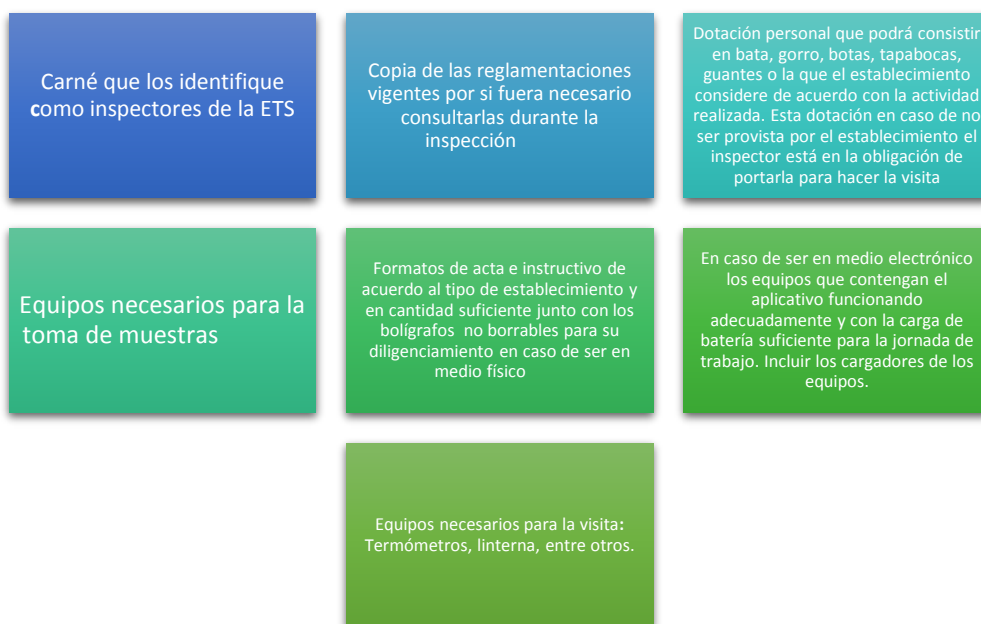 Carné que los identifique
como inspectores de la ETS
Copia de las reglamentaciones
vigentes por si fuera necesario
consultarlas durante la
inspección
Dotación personal que podrá consistir
en bata, gorro, botas, tapabocas,
guantes o la que el establecimiento
considere de acuerdo con la actividad
realizada. Esta dotación en caso de no
ser provista por el establecimiento el
inspector está en la obligación de
portarla para hacer la visita
Equipos necesarios para la
toma de muestras
Formatos de acta e instructivo de
acuerdo al tipo de establecimiento y
en cantidad suficiente junto con los
bolígrafos no borrables para su
diligenciamiento en caso de ser en
medio físico
En caso de ser en medio electrónico
los equipos que contengan el
aplicativo funcionando
adecuadamente y con la carga de
batería suficiente para la jornada de
trabajo. Incluir los cargadores de los
equipos.
Equipos necesarios para la visita:
Termómetros, linterna, entre otros.